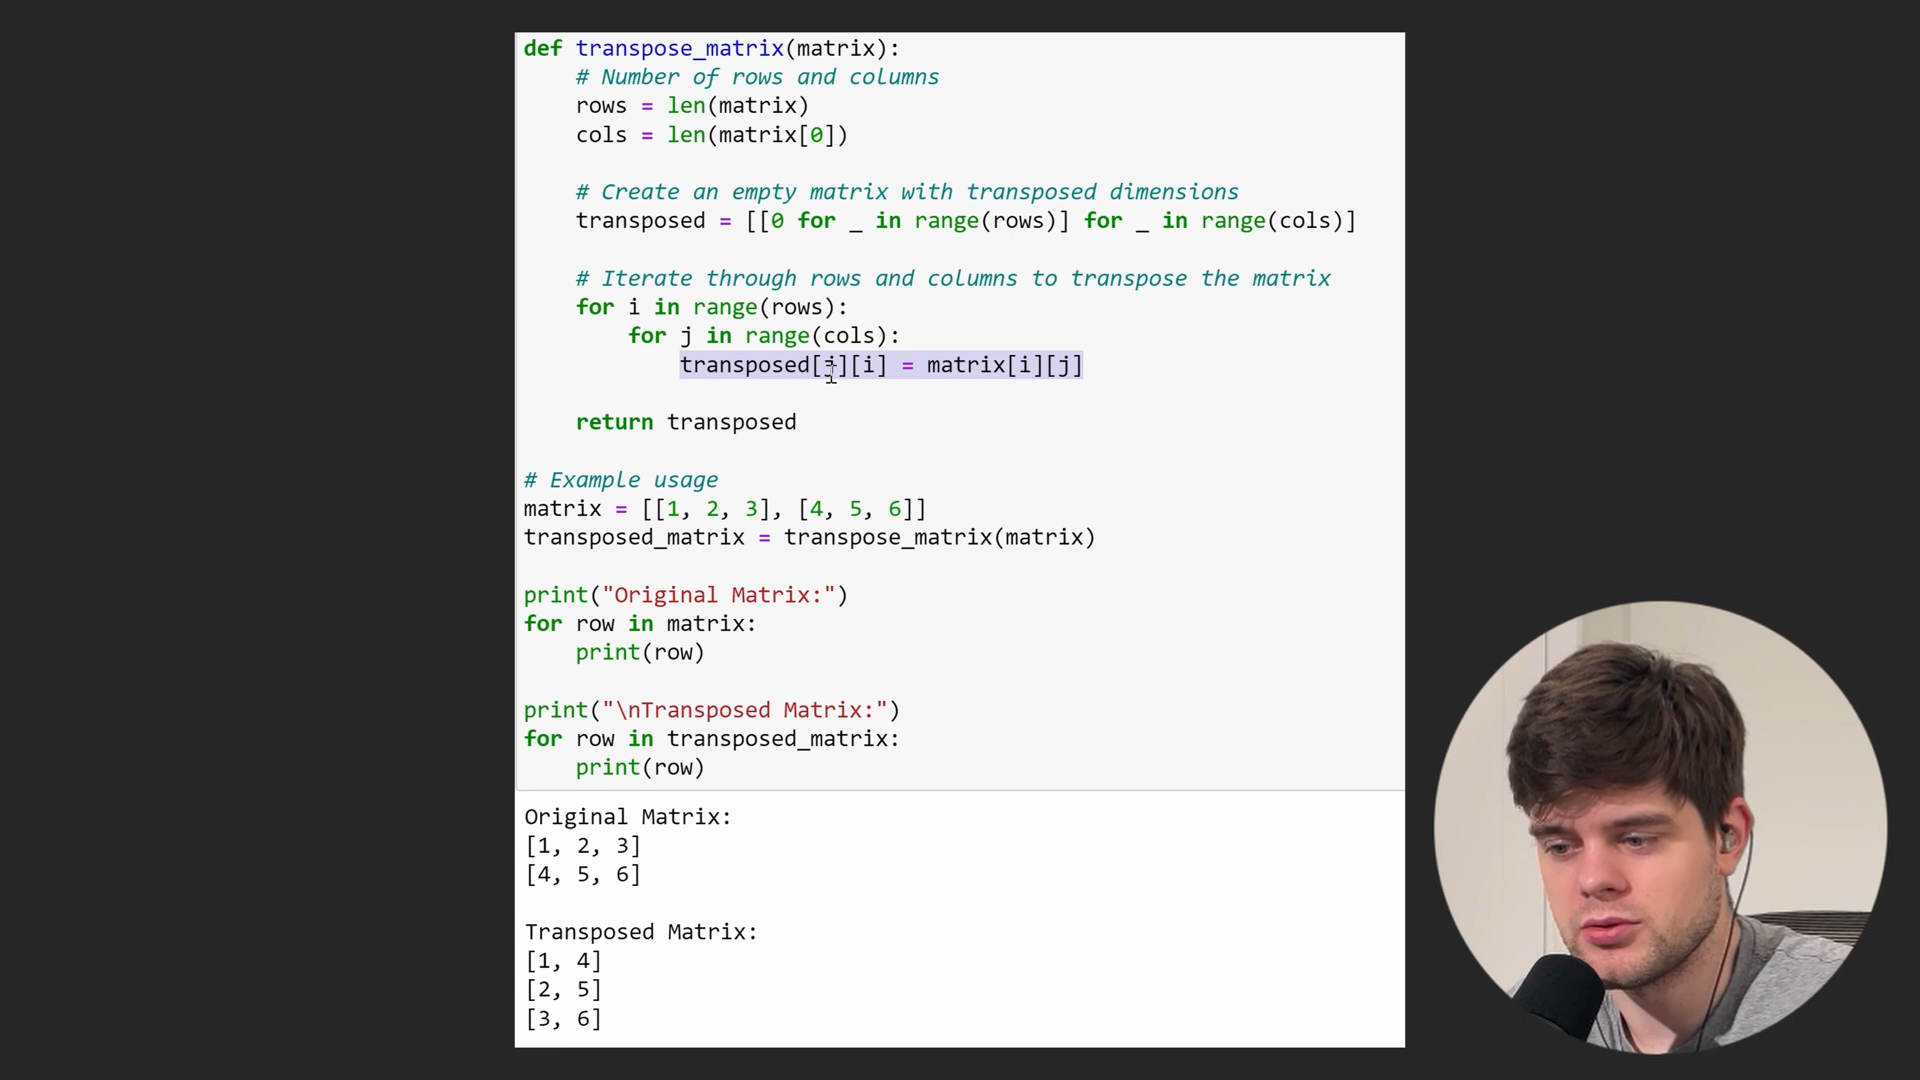 def transpose_matrix(matrix):
    # Number of rows and columns
    rows = len(matrix)
    cols = len(matrix[0])

    # Create an empty matrix with transposed dimensions
    transposed = [[0 for _ in range(rows)] for _ in range(cols)]

    # Iterate through rows and columns to transpose the matrix
    for i in range(rows):
        for j in range(cols):
            transposed[j][i] = matrix[i][j]

    return transposed

# Example usage
matrix = [[1, 2, 3], [4, 5, 6]]
transposed_matrix = transpose_matrix(matrix)

print("Original Matrix:")
for row in matrix:
    print(row)

print("\nTransposed Matrix:")
for row in transposed_matrix:
    print(row)

Original Matrix:
[1, 2, 3]
[4, 5, 6]

Transposed Matrix:
[1, 4]
[2, 5]
[3, 6]